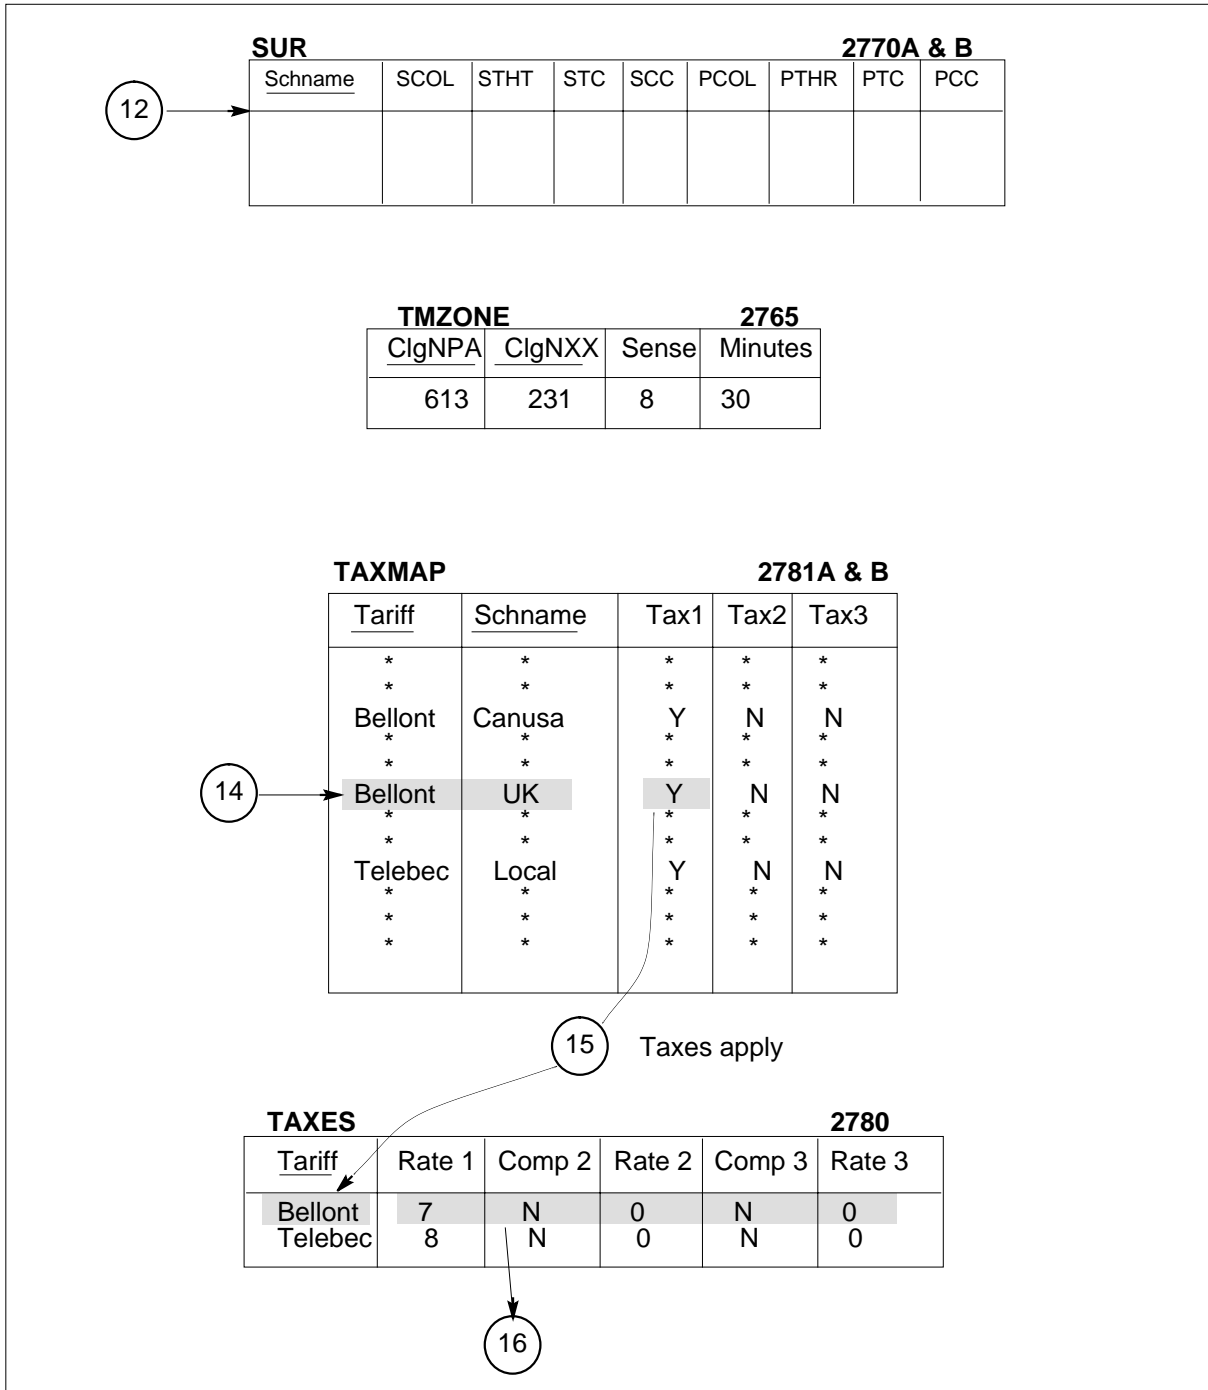 SUR 2770A & B
Schname SCOL STHT STC SCC PCOL PTHR PTC PCC
12
TMZONE 2765
ClgNPA ClgNXX Sense Minutes
613 231 8 30
TAXMAP 2781A & B
Tariff Schname Tax1 Tax2 Tax3
* * * * *
* * * * *
Bellont Canusa Y N N
* * * * *
* * * * *
14 Bellont UK Y N N
* * * * *
* * * * *
Telebec Local Y N N
* * * * *
* * * * *
* * * * *
15 Taxes apply
TAXES 2780
Tariff Rate 1 Comp 2 Rate 2 Comp 3 Rate 3
Bellont 7 N 0 N 0
Telebec 8 N 0 N 0
16